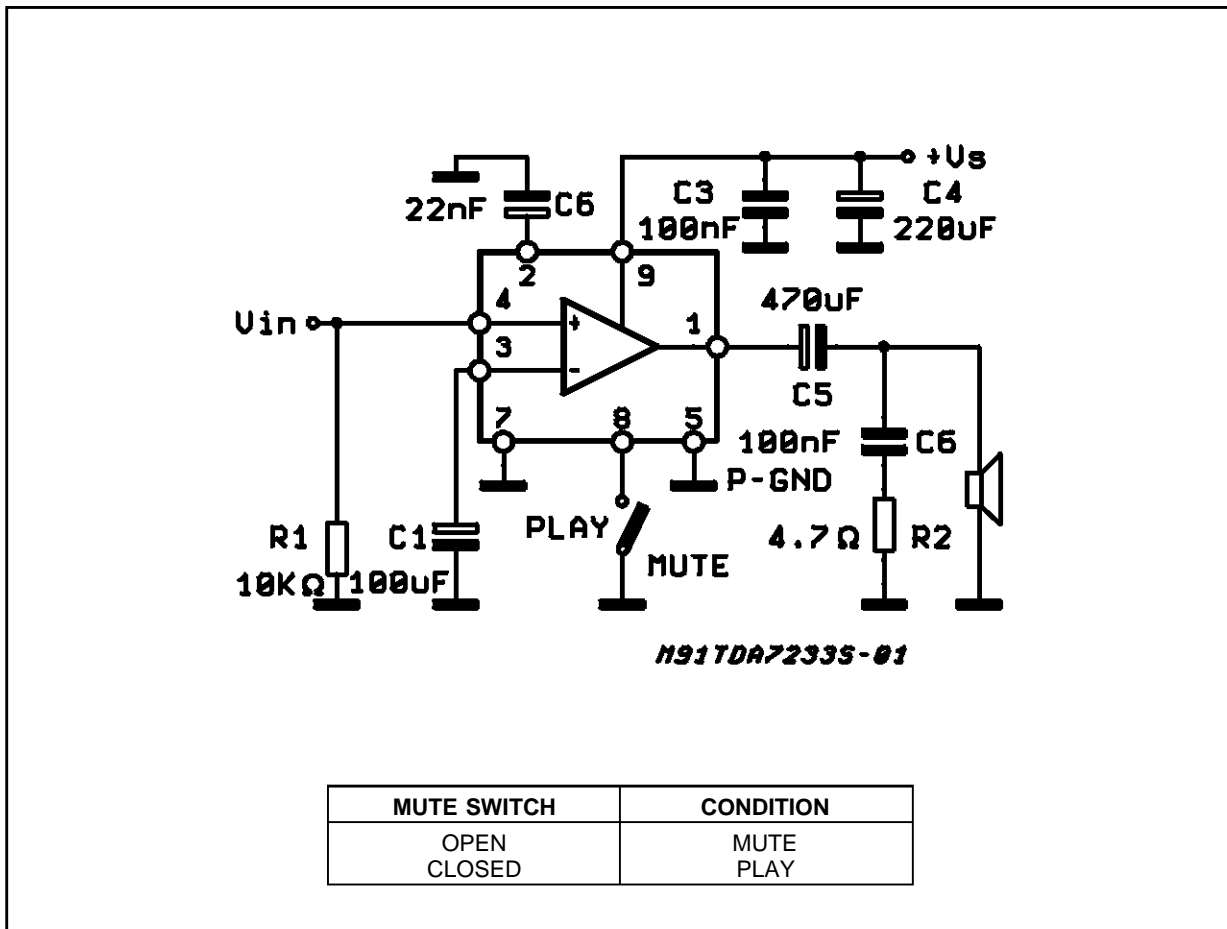 +Vs
C6
22nF
C3
100nF
C4
220uF
2
9
470uF
4
Vin
3
1
C5
7
8
5
100nF
C6
P-GND
PLAY
R1
C1
4.7Ω
R2
MUTE
10KΩ
100uF
+
-
M91TDA7233S-01
MUTE SWITCH CONDITION
OPEN MUTE
CLOSED PLAY